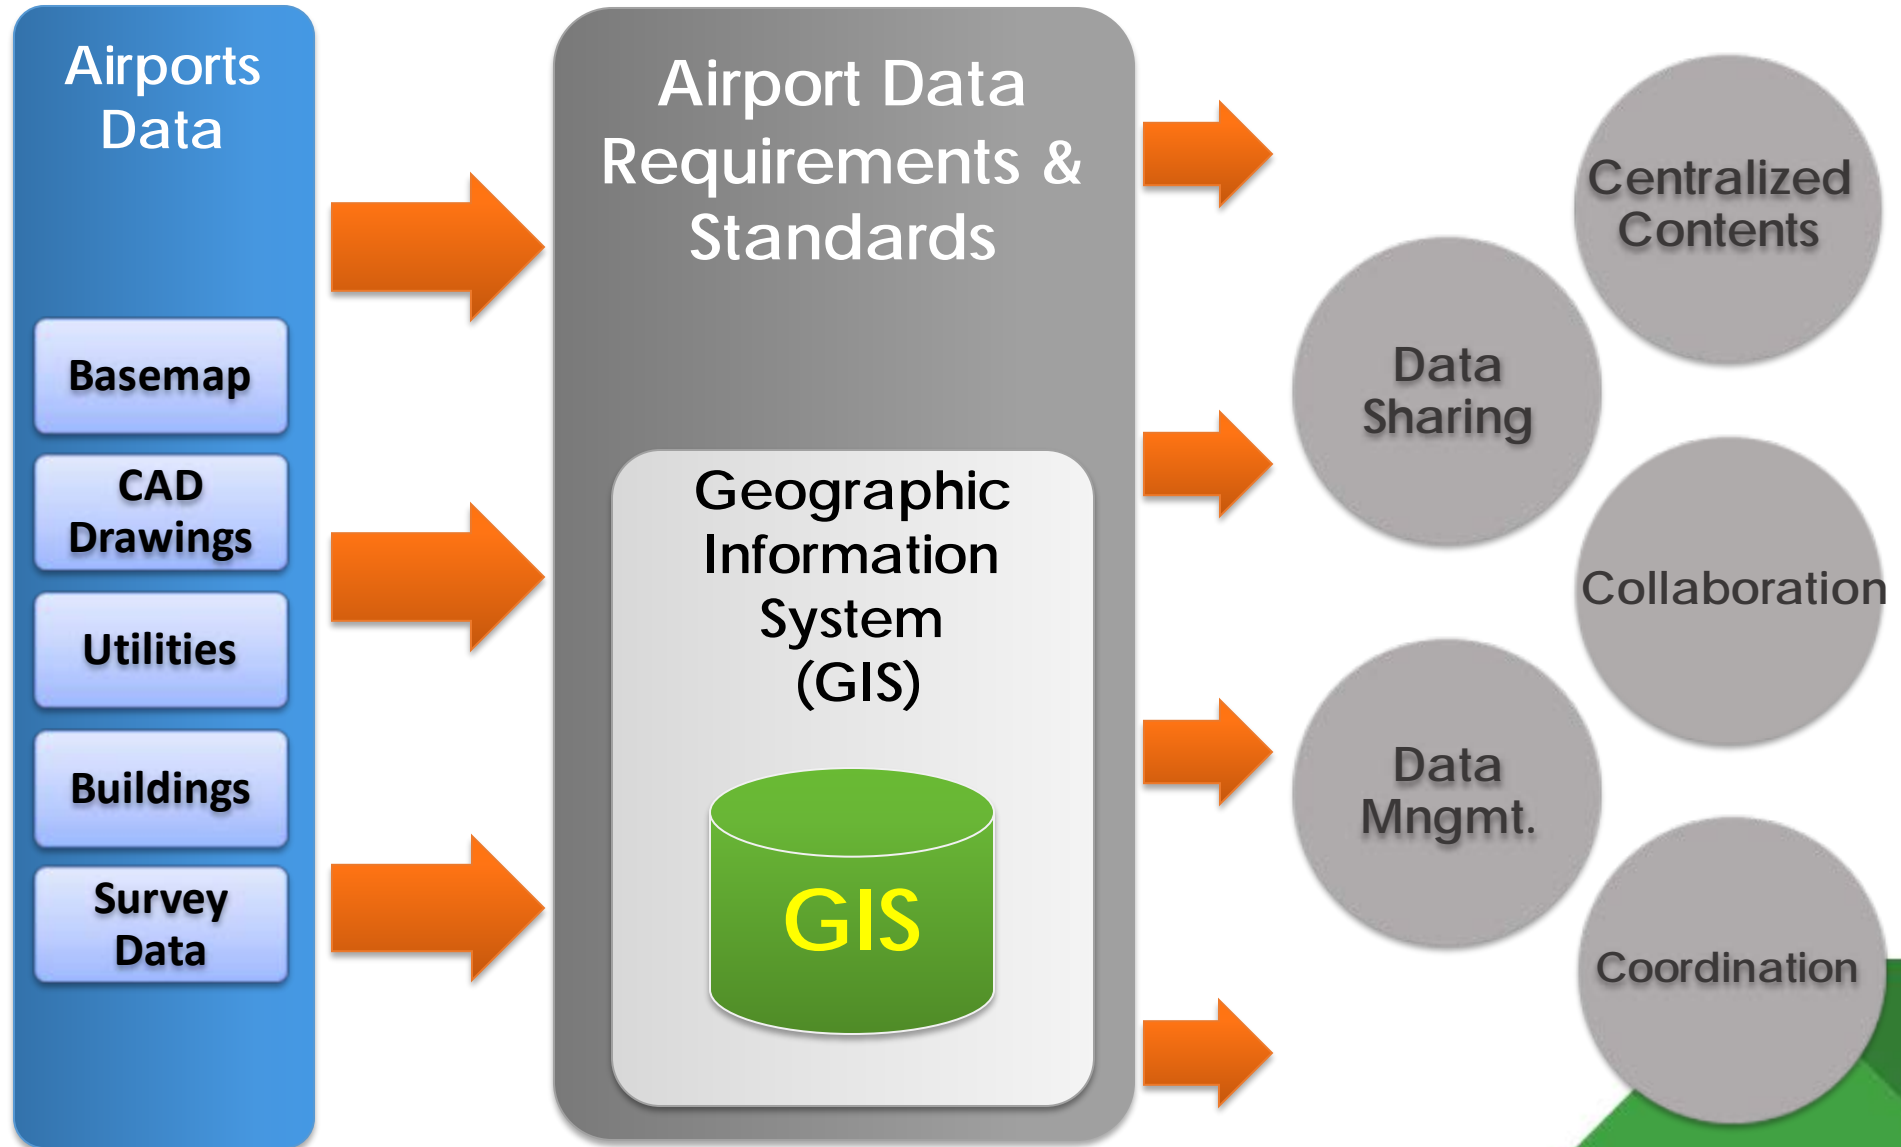 Airports
Data
Basemap
CAD
Drawings
Utilities
Buildings
Survey
Data
Airport Data
Requirements &
Standards
Geographic
Information
System
(GIS)
GIS
Centralized
Contents
Data
Sharing
Collaboration
Data
Mngmt.
Coordination